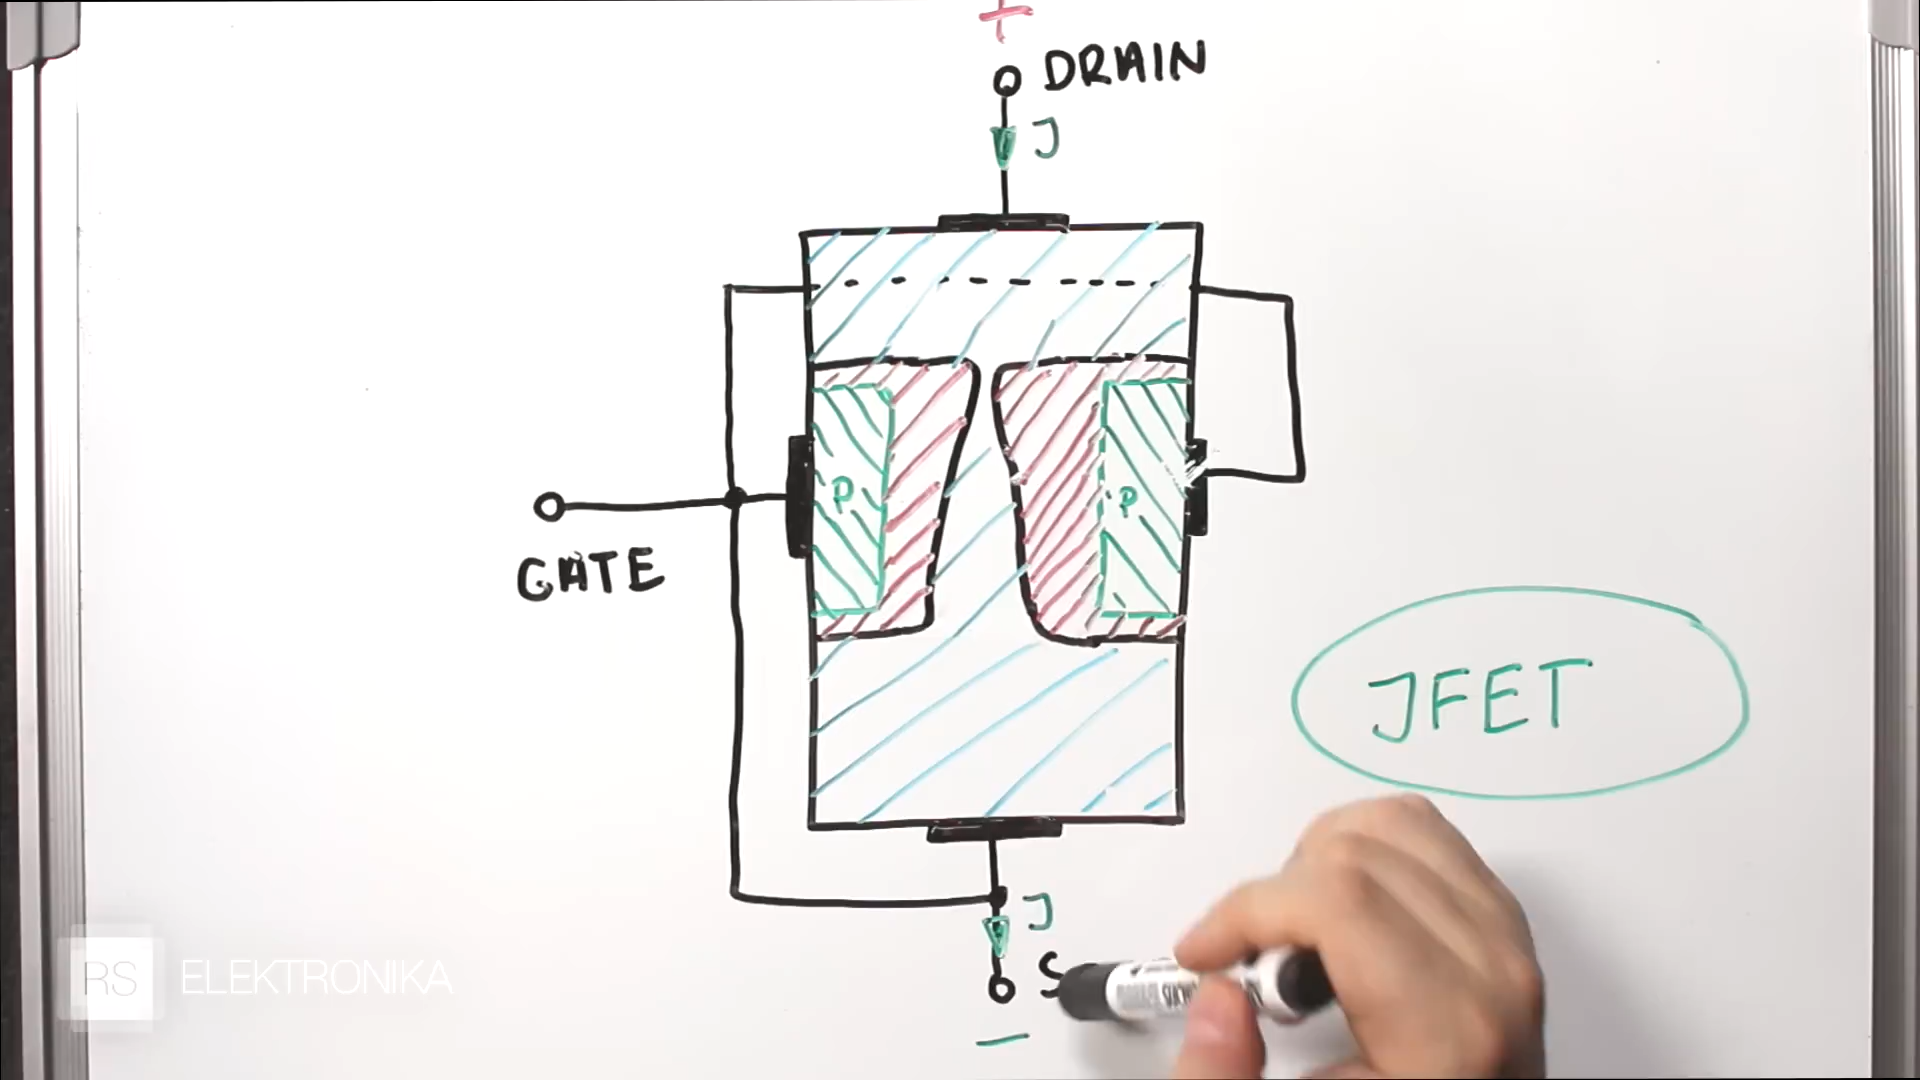 +
DRAIN
J
P
P
GATE
JFET
J
S
RS ELEKTRONIKA